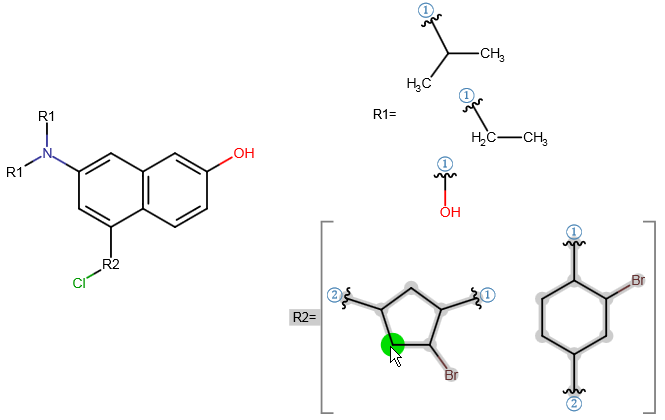 ①
CH₃
H₃C
R1
R1=
①
H₂C
CH₃
N
R1
OH
①
OH
R2
Cl
①
Br
②
①
R2=
Br
②